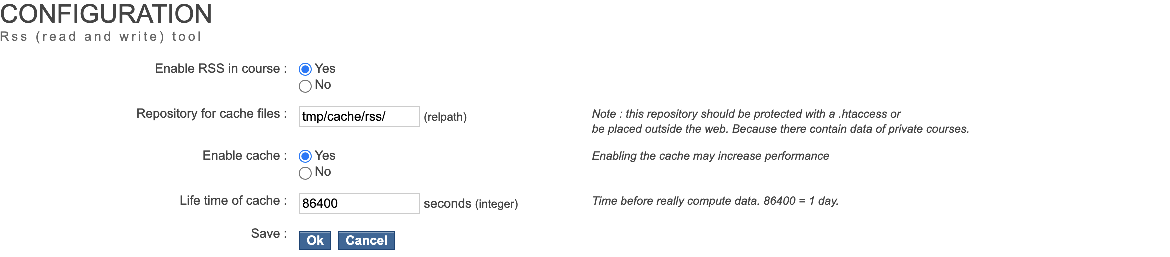 CONFIGURATION
Rss (read and write) tool
Enable RSS in course : Yes
No
Repository for cache files : tmp/cache/rss/ (relpath) Note : this repository should be protected with a .htaccess or
be placed outside the web. Because there contain data of private courses.
Enable cache : Yes Enabling the cache may increase performance
No
Life time of cache : 86400 seconds (integer) Time before really compute data. 86400 = 1 day.
Save : Ok Cancel